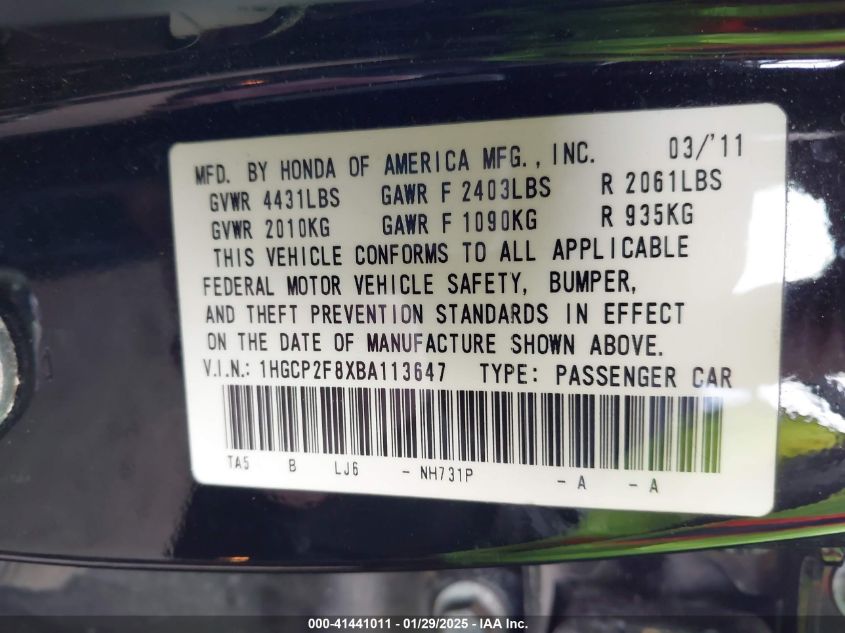 MFD. BY HONDA OF AMERICA MFG., INC. 03/'11
GVWR 4431LBS GAWR F 2403LBS R 2061LBS
GVWR 2010KG GAWR F 1090KG R 935KG
THIS VEHICLE CONFORMS TO ALL APPLICABLE
FEDERAL MOTOR VEHICLE SAFETY, BUMPER,
AND THEFT PREVENTION STANDARDS IN EFFECT
ON THE DATE OF MANUFACTURE SHOWN ABOVE.
V.I.N.: 1HGCP2F8XBA113647 TYPE: PASSENGER CAR
TA5 B LJ6 - NH731P - A - A
000-41441011 — 01/29/2025 — IAA Inc.